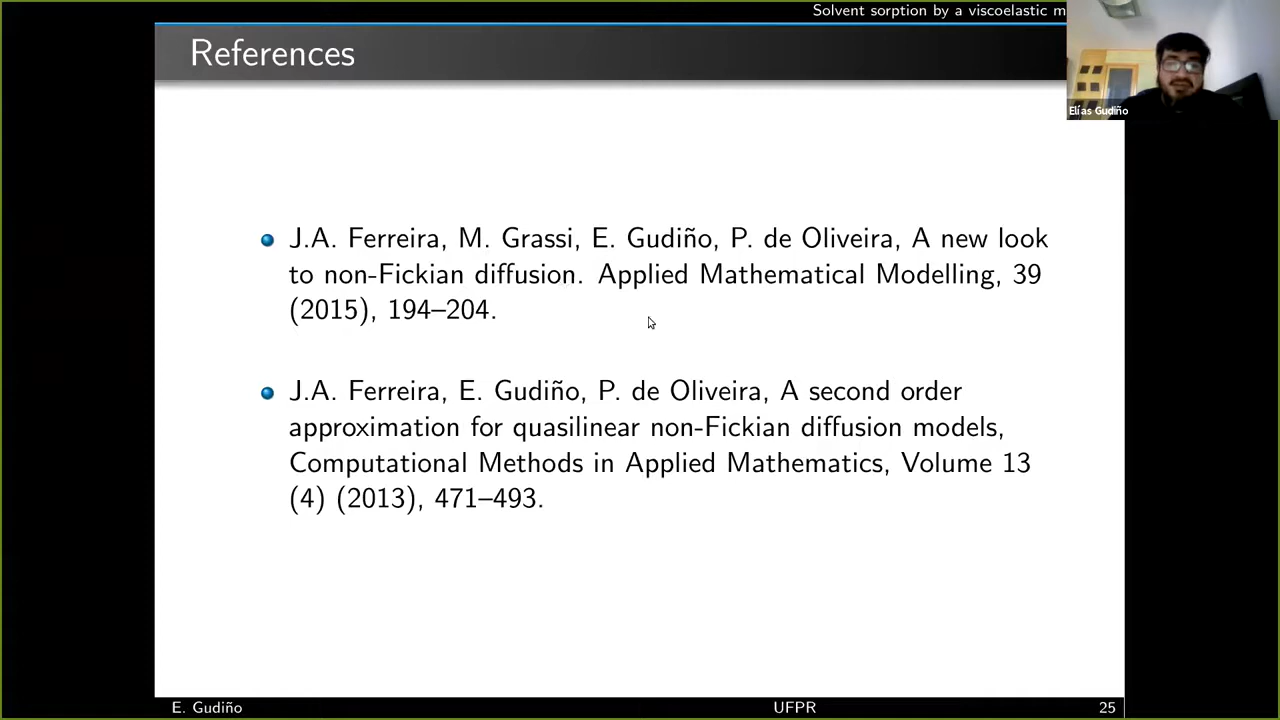 Solvent sorption by a viscoelastic m
References
Elías Gudiño
J.A. Ferreira, M. Grassi, E. Gudiño, P. de Oliveira, A new look
to non-Fickian diffusion. Applied Mathematical Modelling, 39
(2015), 194–204.
J.A. Ferreira, E. Gudiño, P. de Oliveira, A second order
approximation for quasilinear non-Fickian diffusion models,
Computational Methods in Applied Mathematics, Volume 13
(4) (2013), 471–493.
E. Gudiño UFPR 25